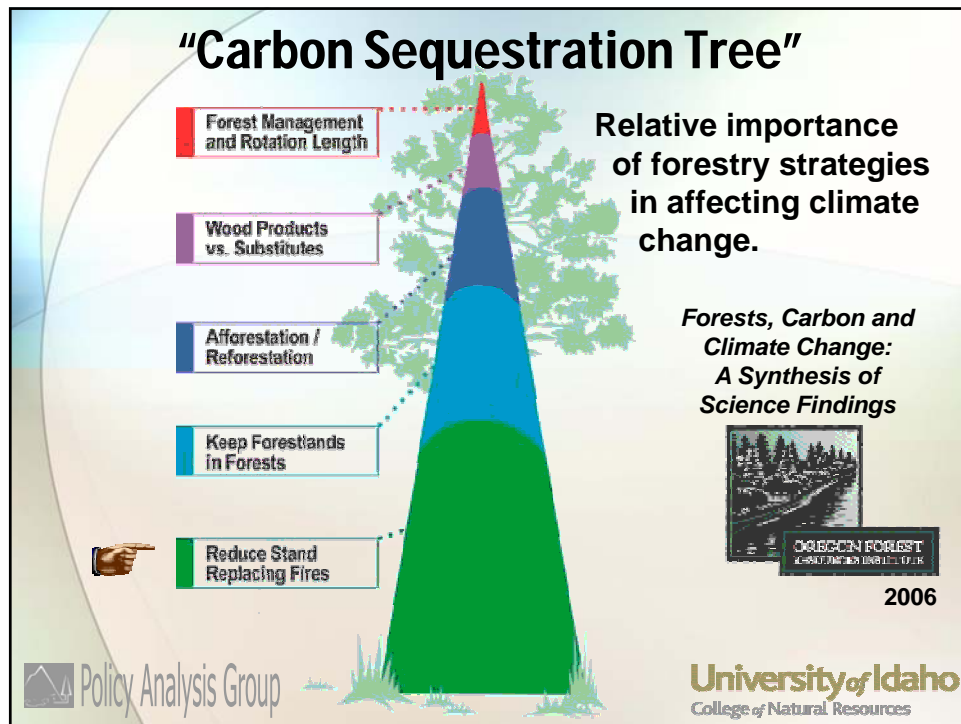 “Carbon Sequestration Tree”
Forest Management
and Rotation Length
Wood Products
vs. Substitutes
Afforestation /
Reforestation
Keep Forestlands
in Forests
Reduce Stand
Replacing Fires
Relative importance
of forestry strategies
in affecting climate
change.
Forests, Carbon and
Climate Change:
A Synthesis of
Science Findings
OREGON FOREST
RESOURCES INSTITUTE
2006
Policy Analysis Group
University of Idaho
College of Natural Resources